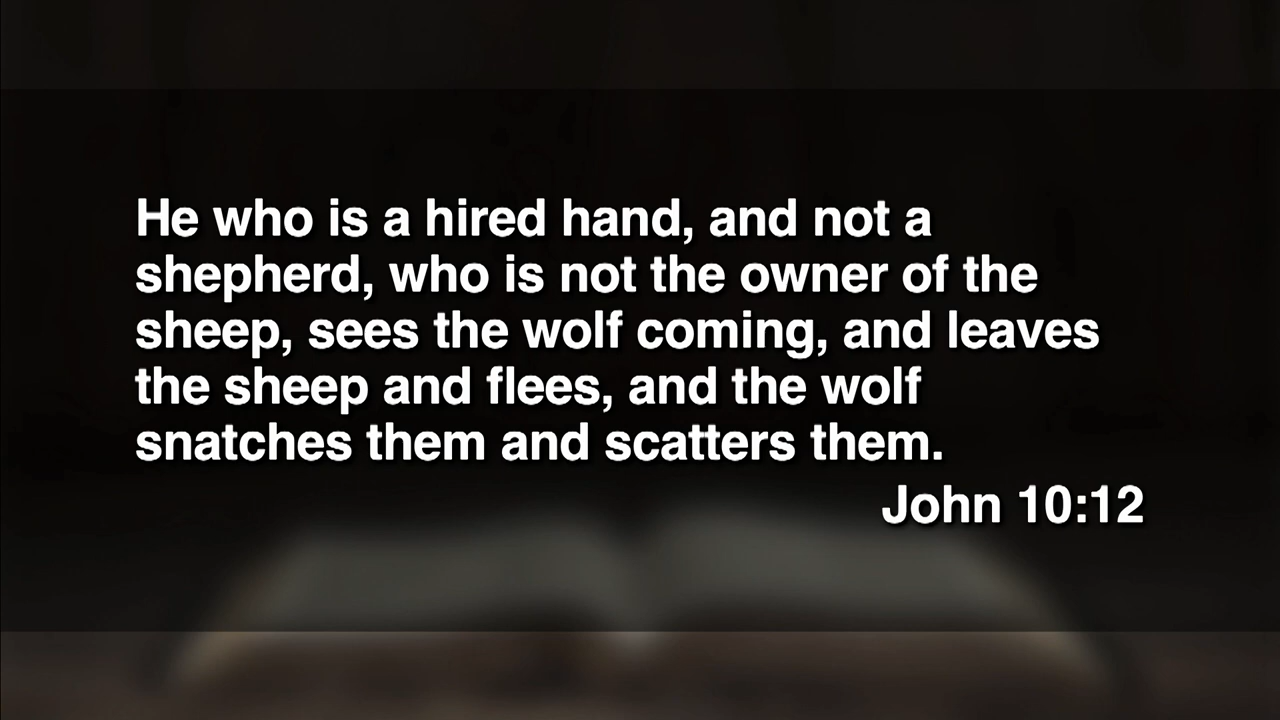 He who is a hired hand, and not a
shepherd, who is not the owner of the
sheep, sees the wolf coming, and leaves
the sheep and flees, and the wolf
snatches them and scatters them.
John 10:12